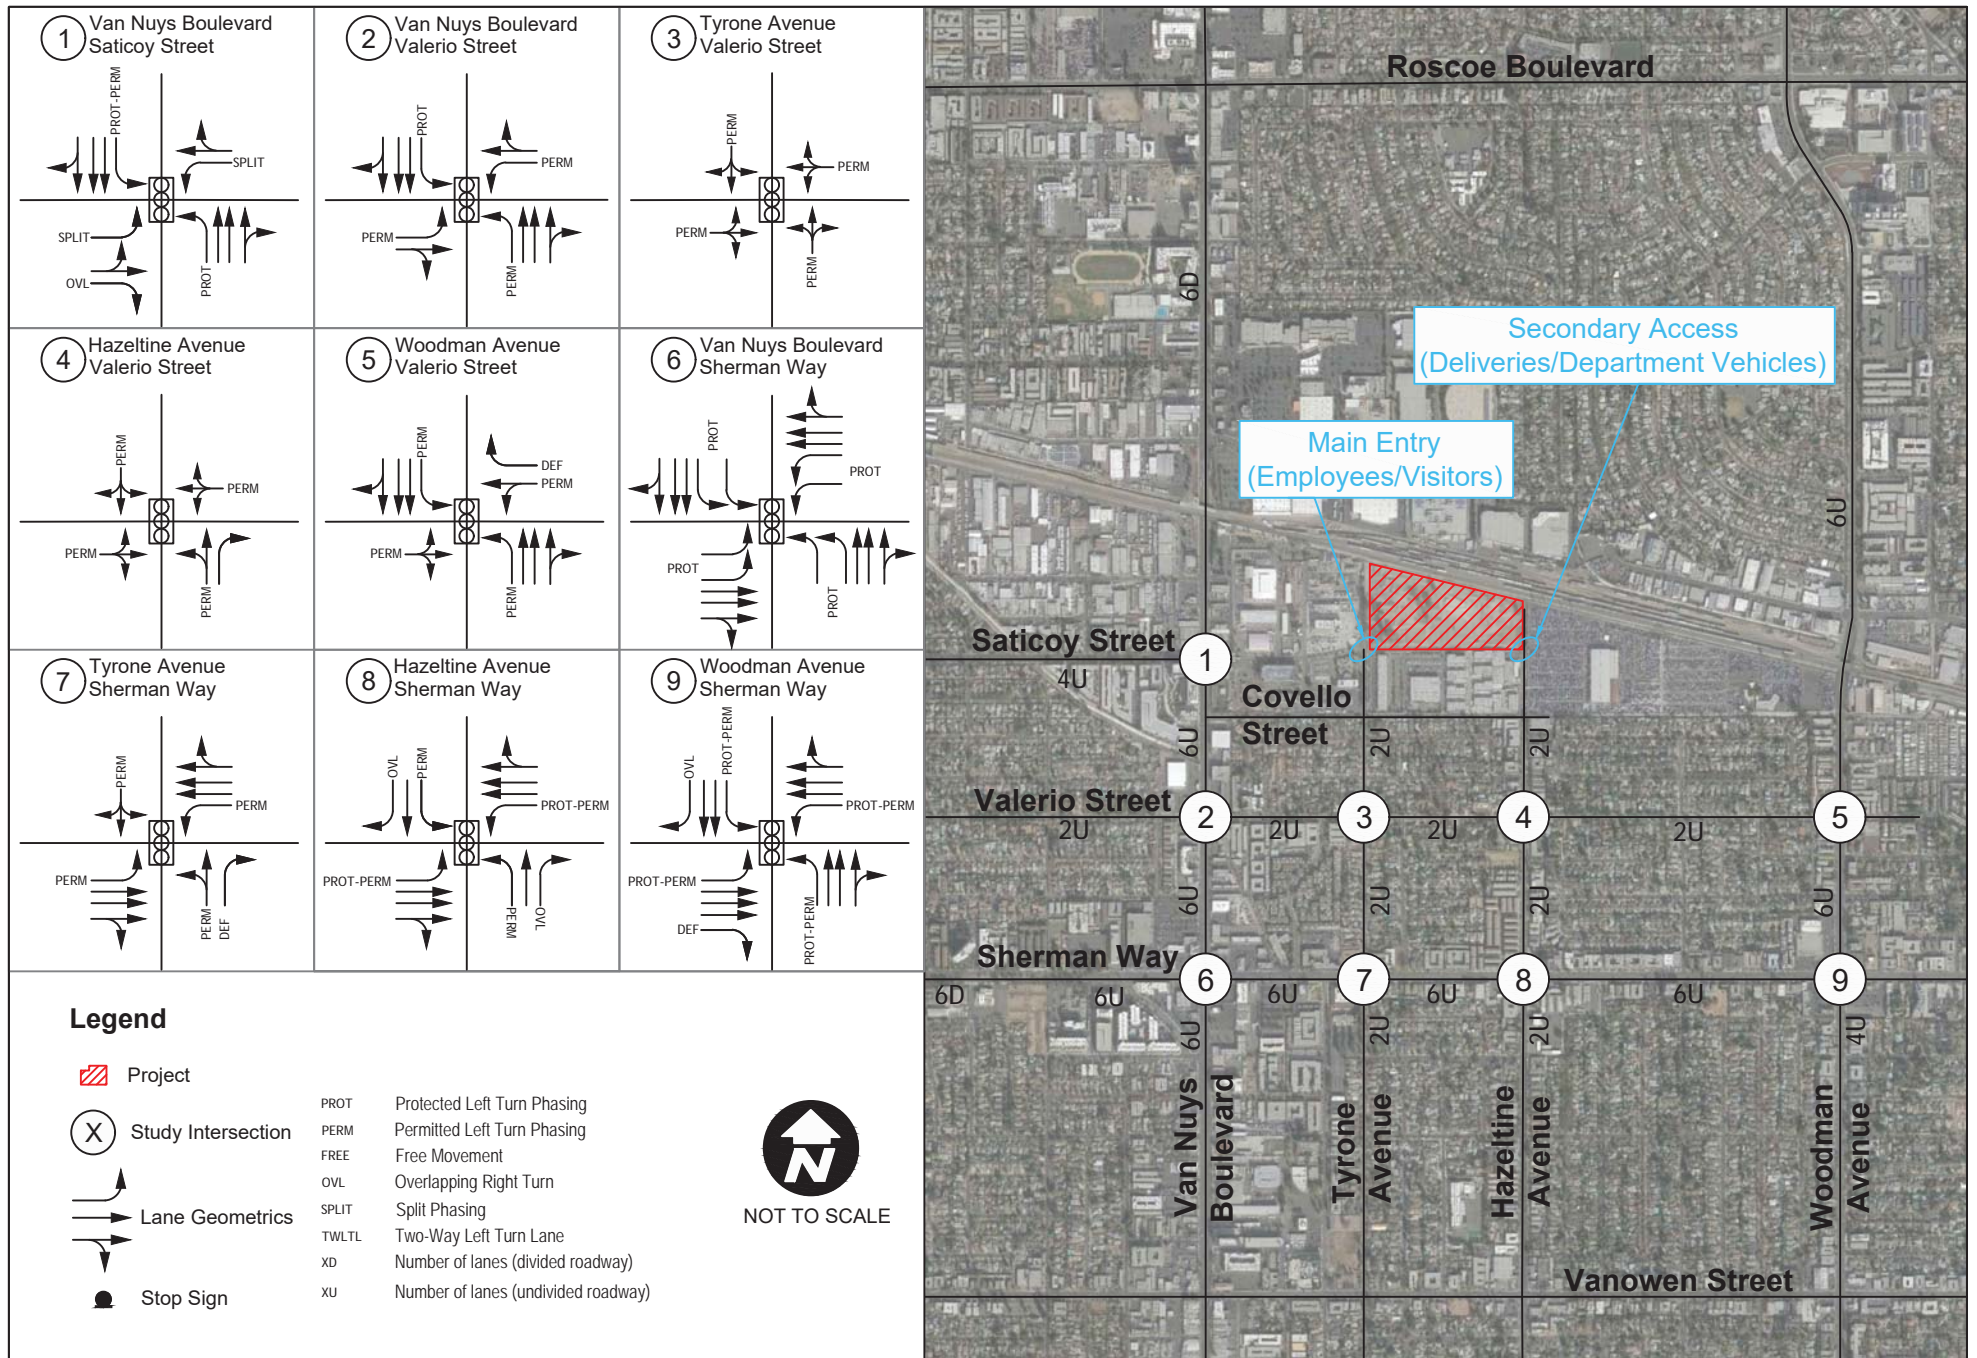 1
Van Nuys Boulevard
Saticoy Street
PROT-PERM
SPLIT
SPLIT
OVL
PROT
2
Van Nuys Boulevard
Valerio Street
PROT
PERM
PERM
PERM
3
Tyrone Avenue
Valerio Street
PERM
PERM
PERM
PERM
4
Hazeltine Avenue
Valerio Street
PERM
PERM
PERM
PERM
5
Woodman Avenue
Valerio Street
PERM
DEF
PERM
PERM
PERM
6
Van Nuys Boulevard
Sherman Way
PROT
PROT
PROT
PROT
7
Tyrone Avenue
Sherman Way
PERM
PERM
PERM
PERM
DEF
8
Hazeltine Avenue
Sherman Way
OVL
PERM
PROT-PERM
PROT-PERM
PERM
OVL
9
Woodman Avenue
Sherman Way
OVL
PROT-PERM
PROT-PERM
PROT-PERM
DEF
PROT-PERM
Legend
Project
X
Study Intersection
Lane Geometrics
Stop Sign
PROT Protected Left Turn Phasing
PERM Permitted Left Turn Phasing
FREE Free Movement
OVL Overlapping Right Turn
SPLIT Split Phasing
TWLTL Two-Way Left Turn Lane
XD Number of lanes (divided roadway)
XU Number of lanes (undivided roadway)
N
NOT TO SCALE
Roscoe Boulevard
6D
Secondary Access
(Deliveries/Department Vehicles)
Main Entry
(Employees/Visitors)
6U
Saticoy Street
1
4U
Covello
Street
6U
2U
2U
Valerio Street
2
3
4
5
2U
2U
2U
2U
6U
2U
2U
6U
Sherman Way
6
7
8
9
6D
6U
6U
6U
6U
6U
2U
2U
4U
Van Nuys
Boulevard
Tyrone
Avenue
Hazeltine
Avenue
Woodman
Avenue
Vanowen Street